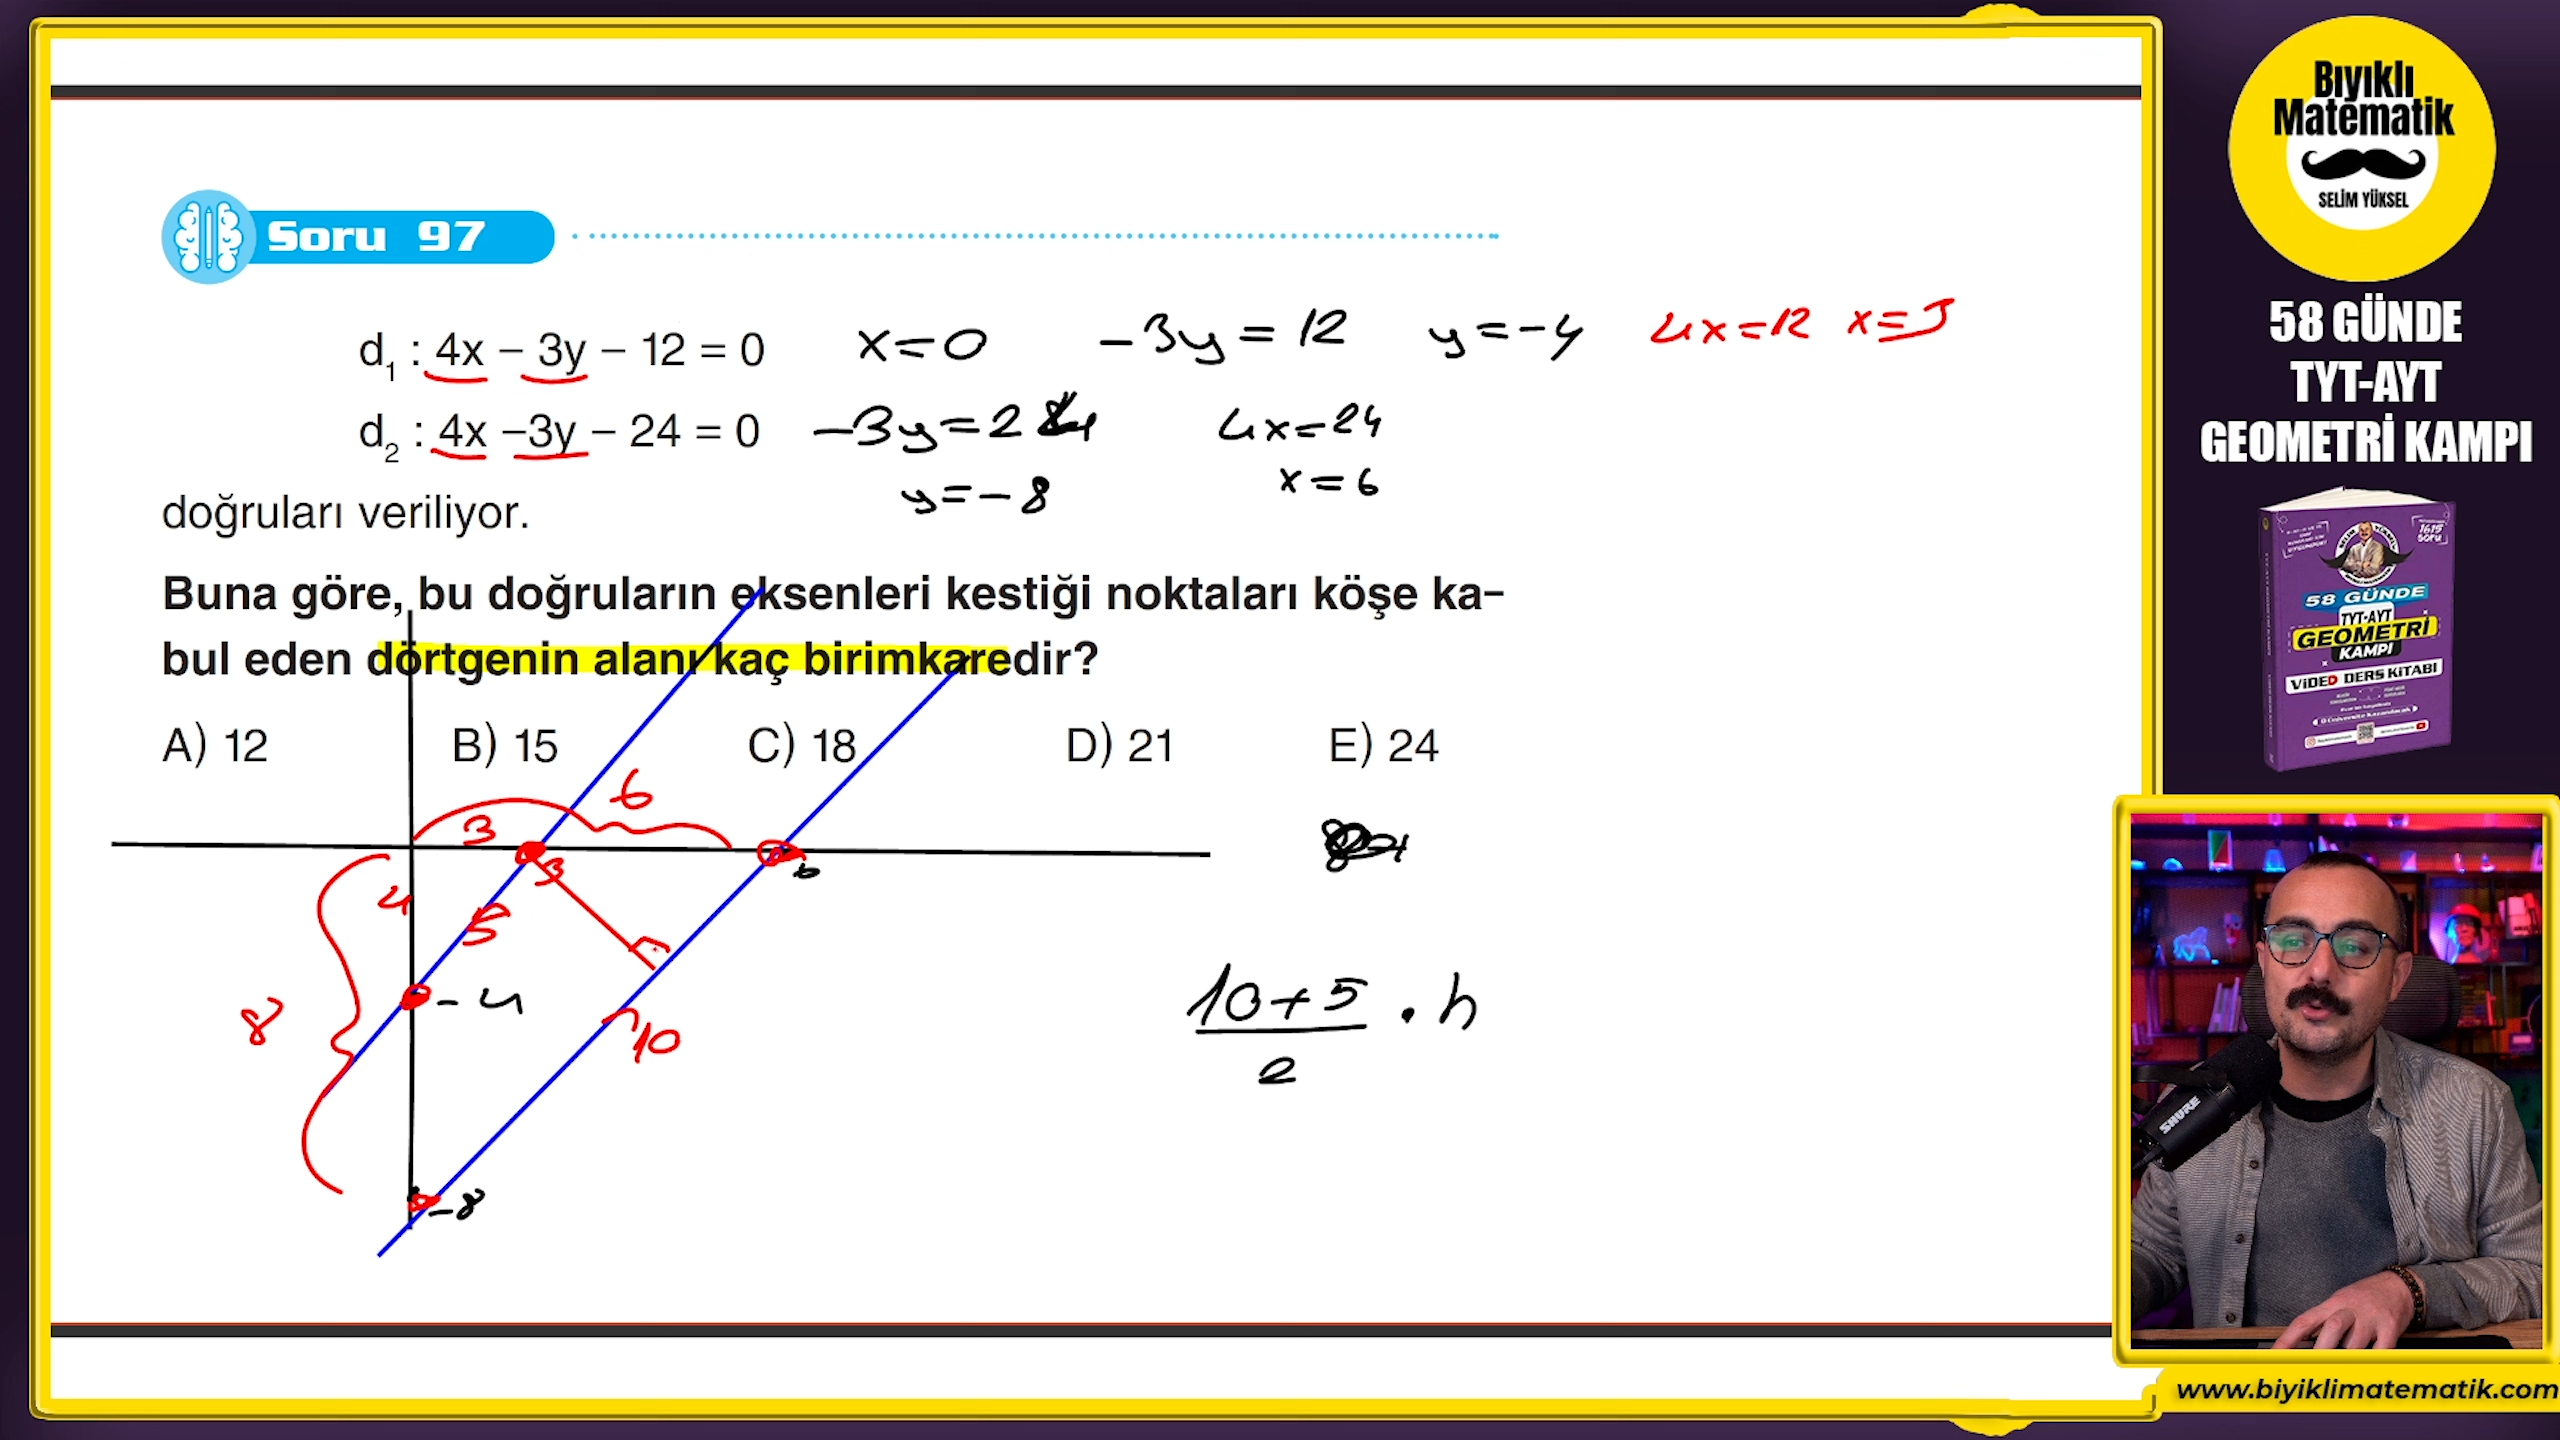 Soru 97
d1 : 4x – 3y – 12 = 0 x=0 -3y=12 y=-4 4x=12 x=3
d2 : 4x –3y – 24 = 0 -3y=24 4x=24
y=-8 x=6
doğruları veriliyor.
Buna göre, bu doğruların eksenleri kestiği noktaları köşe ka–
bul eden dörtgenin alanı kaç birimkaredir?
A) 12 B) 15 C) 18 D) 21 E) 24
6
3
3
6
4
5
-4
8
10
-8
10+5
2
. h
Bıyıklı
Matematik
SELİM YÜKSEL
58 GÜNDE
TYT-AYT
GEOMETRİ KAMPI
1615
soru
58 GÜNDE
TYT-AYT
GEOMETRİ
KAMPI
VİDEO DERS KİTABI
SHURE
www.biyiklimatematik.com